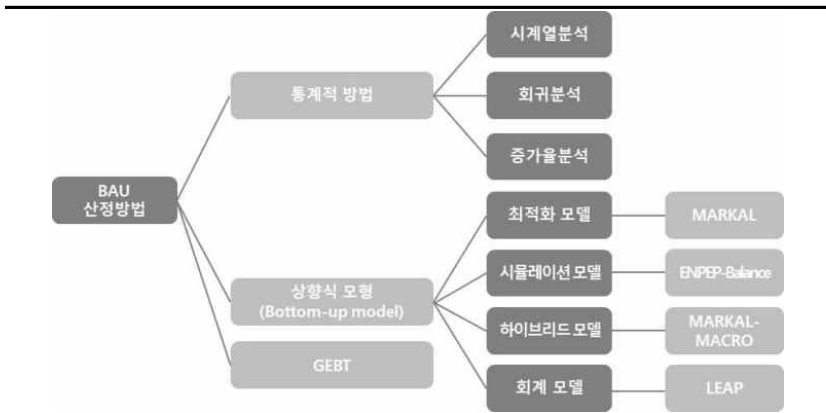 BAU
산정방법
통계적 방법
시계열분석
회귀분석
증가율분석
상향식 모형
(Bottom-up model)
최적화 모델
MARKAL
시뮬레이션 모델
ENPEP-Balance
하이브리드 모델
MARKAL-
MACRO
회계 모델
LEAP
GEBT